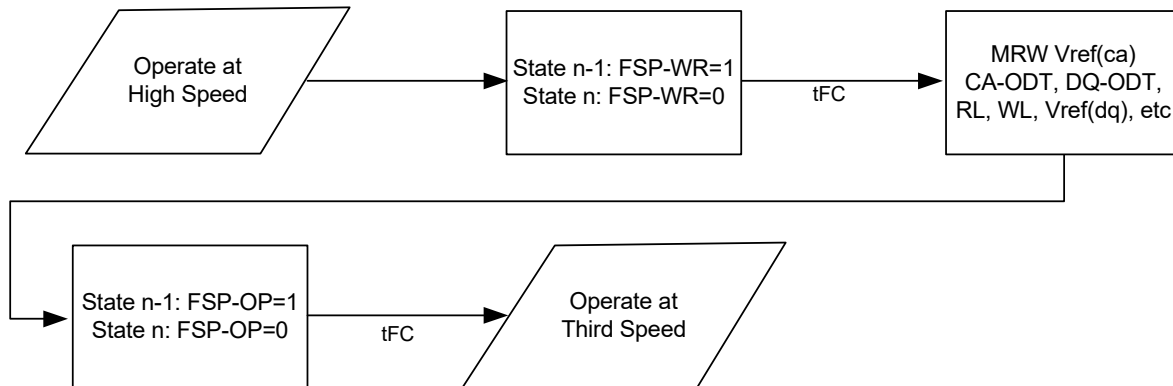 Operate at
High Speed
State n-1: FSP-WR=1
State n: FSP-WR=0
tFC
MRW Vref(ca)
CA-ODT, DQ-ODT,
RL, WL, Vref(dq), etc
State n-1: FSP-OP=1
State n: FSP-OP=0
tFC
Operate at
Third Speed